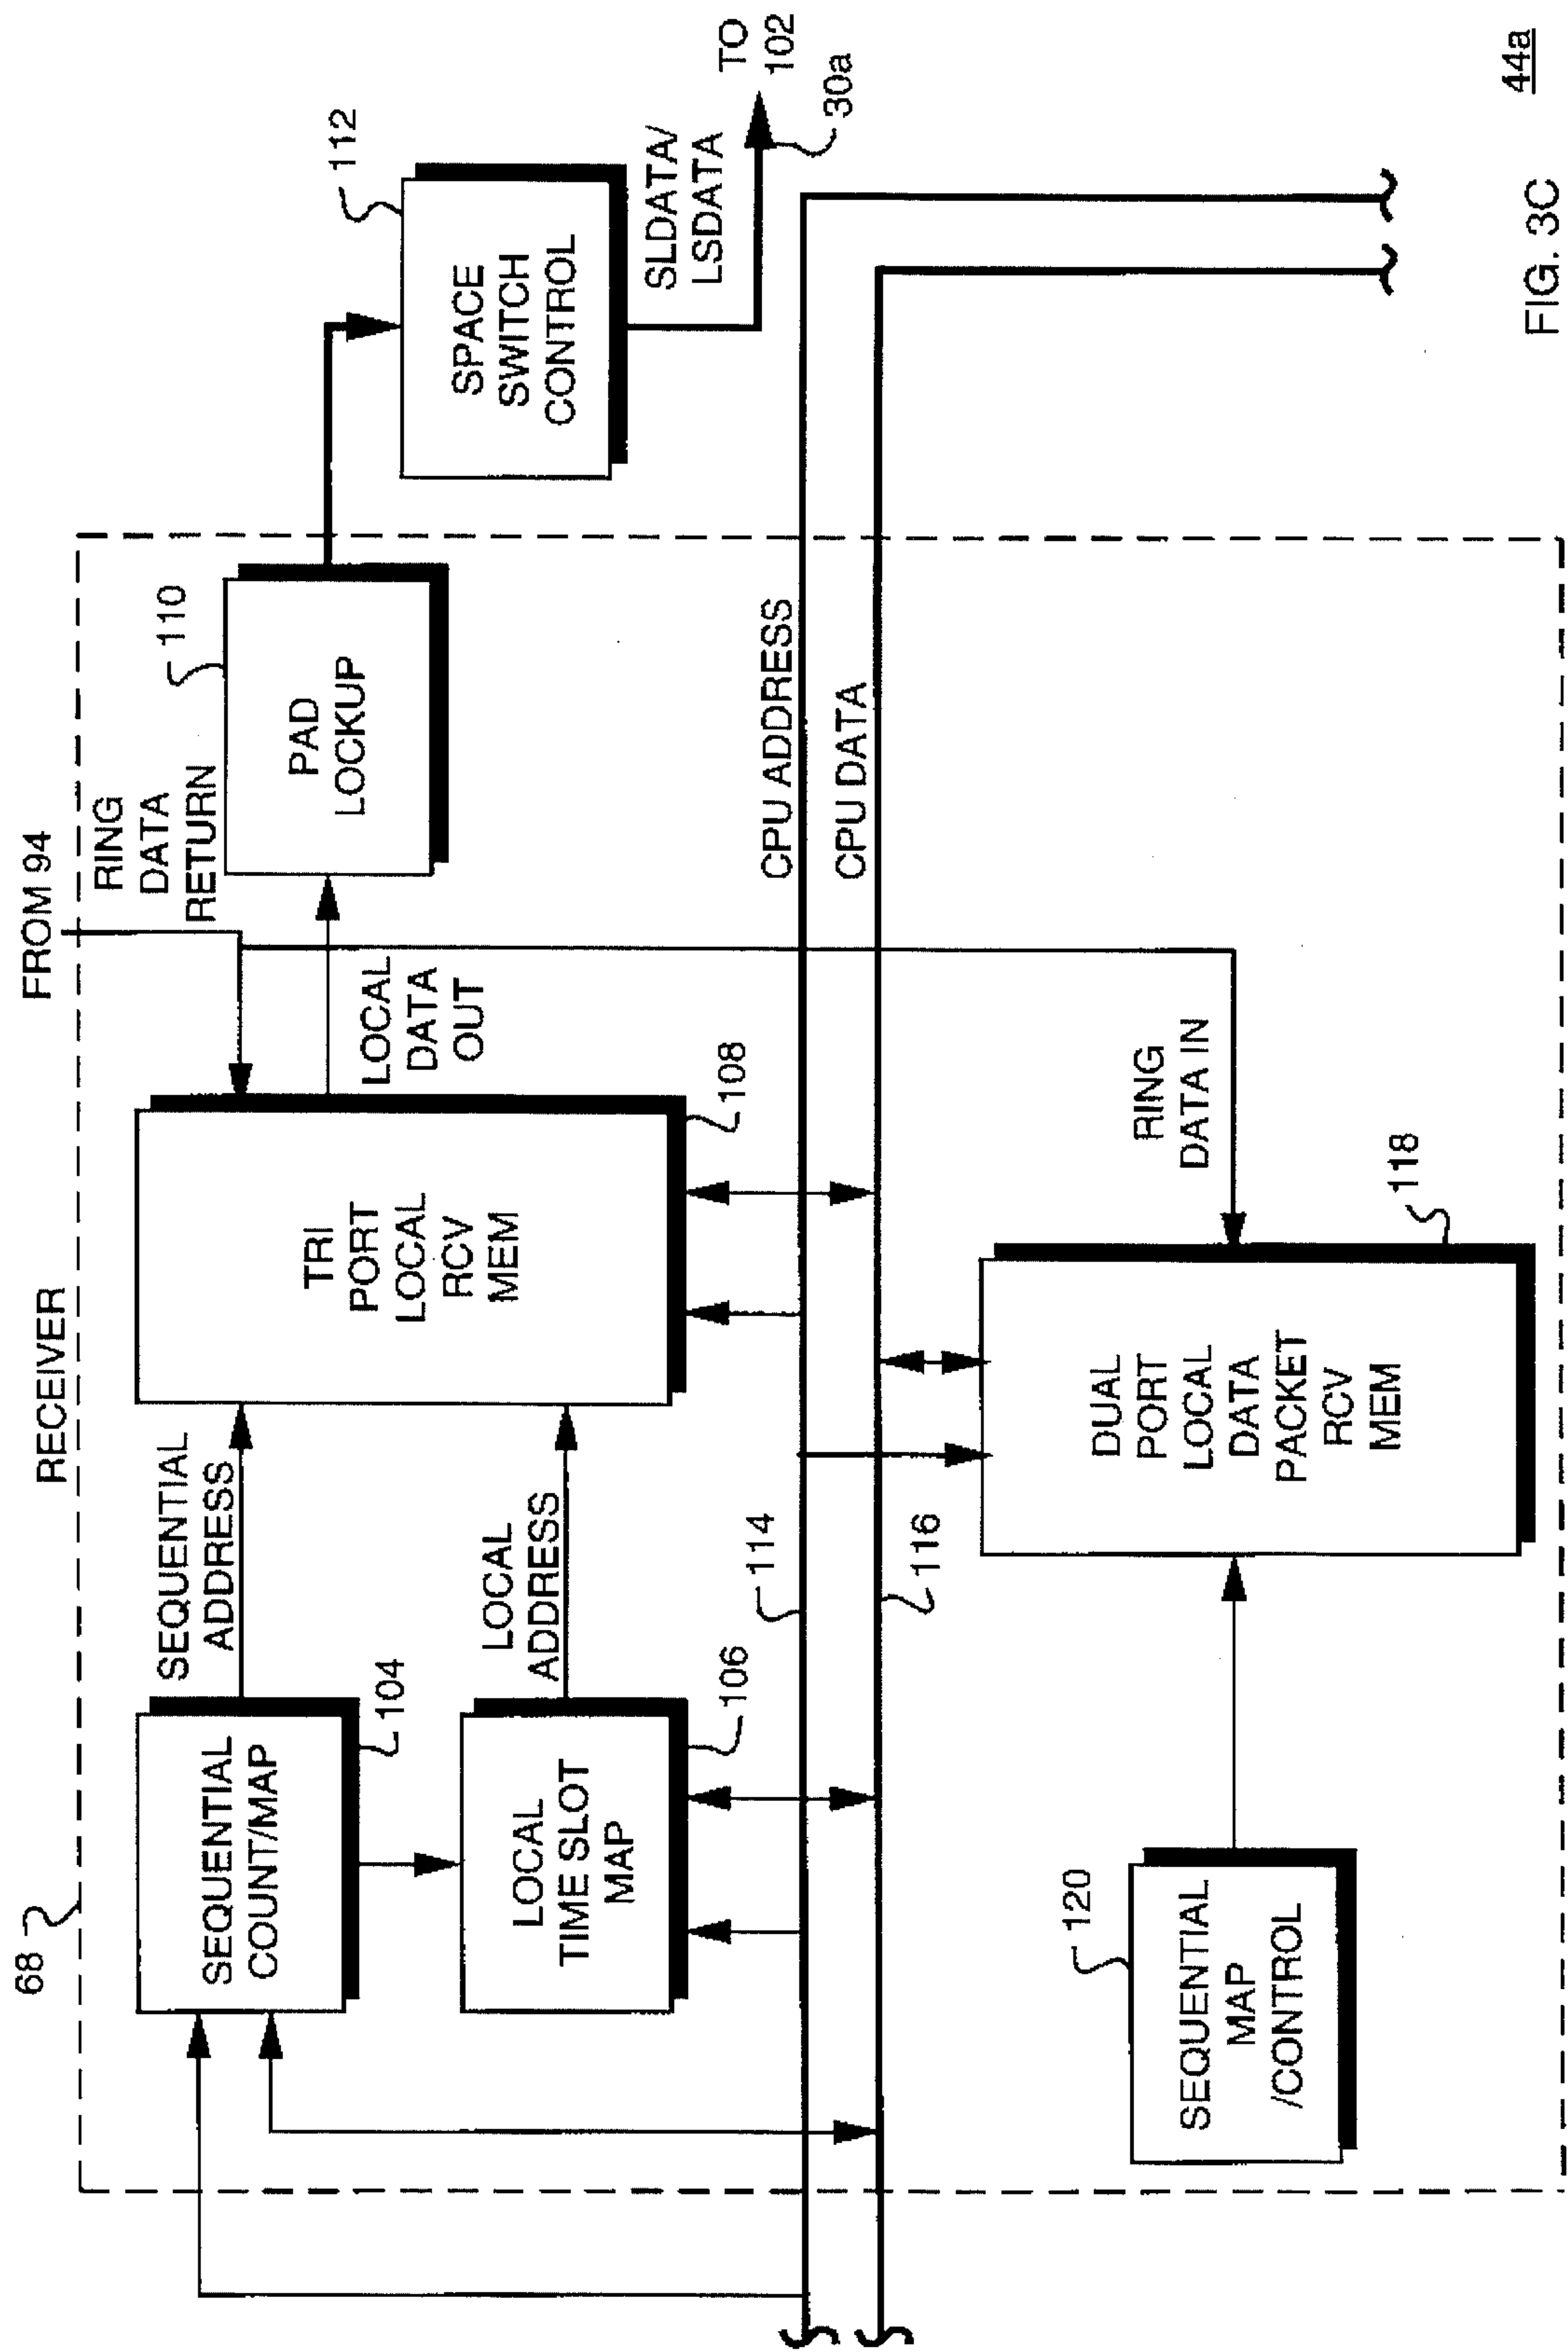 68
RECEIVER
FROM 94
SEQUENTIAL
COUNT/MAP
104
SEQUENTIAL
ADDRESS
TRI
PORT
LOCAL
RCV
MEM
108
RING
DATA
RETURN
LOCAL
DATA
OUT
PAD
LOCKUP
110
SPACE
SWITCH
CONTROL
112
SLDATA/
LSDATA
TO
102
30a
LOCAL
TIME SLOT
MAP
106
LOCAL
ADDRESS
114
116
CPU ADDRESS
CPU DATA
SEQUENTIAL
MAP
/CONTROL
120
DUAL
PORT
LOCAL
DATA
PACKET
RCV
MEM
118
RING
DATA IN
FIG. 3C
44a